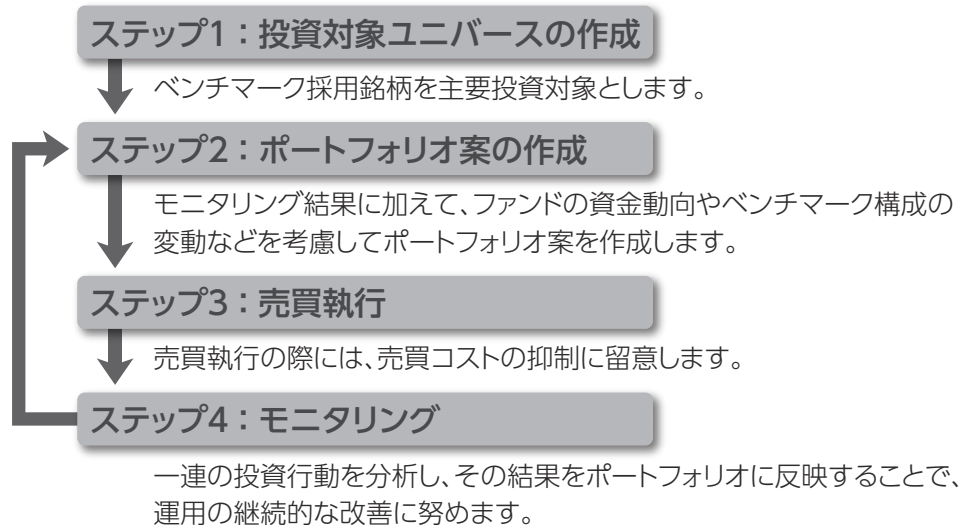 ステップ1：投資対象ユニバースの作成
ベンチマーク採用銘柄を主要投資対象とします。
ステップ2：ポートフォリオ案の作成
モニタリング結果に加えて、ファンドの資金動向やベンチマーク構成の
変動などを考慮してポートフォリオ案を作成します。
ステップ3：売買執行
売買執行の際には、売買コストの抑制に留意します。
ステップ4：モニタリング
一連の投資行動を分析し、その結果をポートフォリオに反映することで、
運用の継続的な改善に努めます。